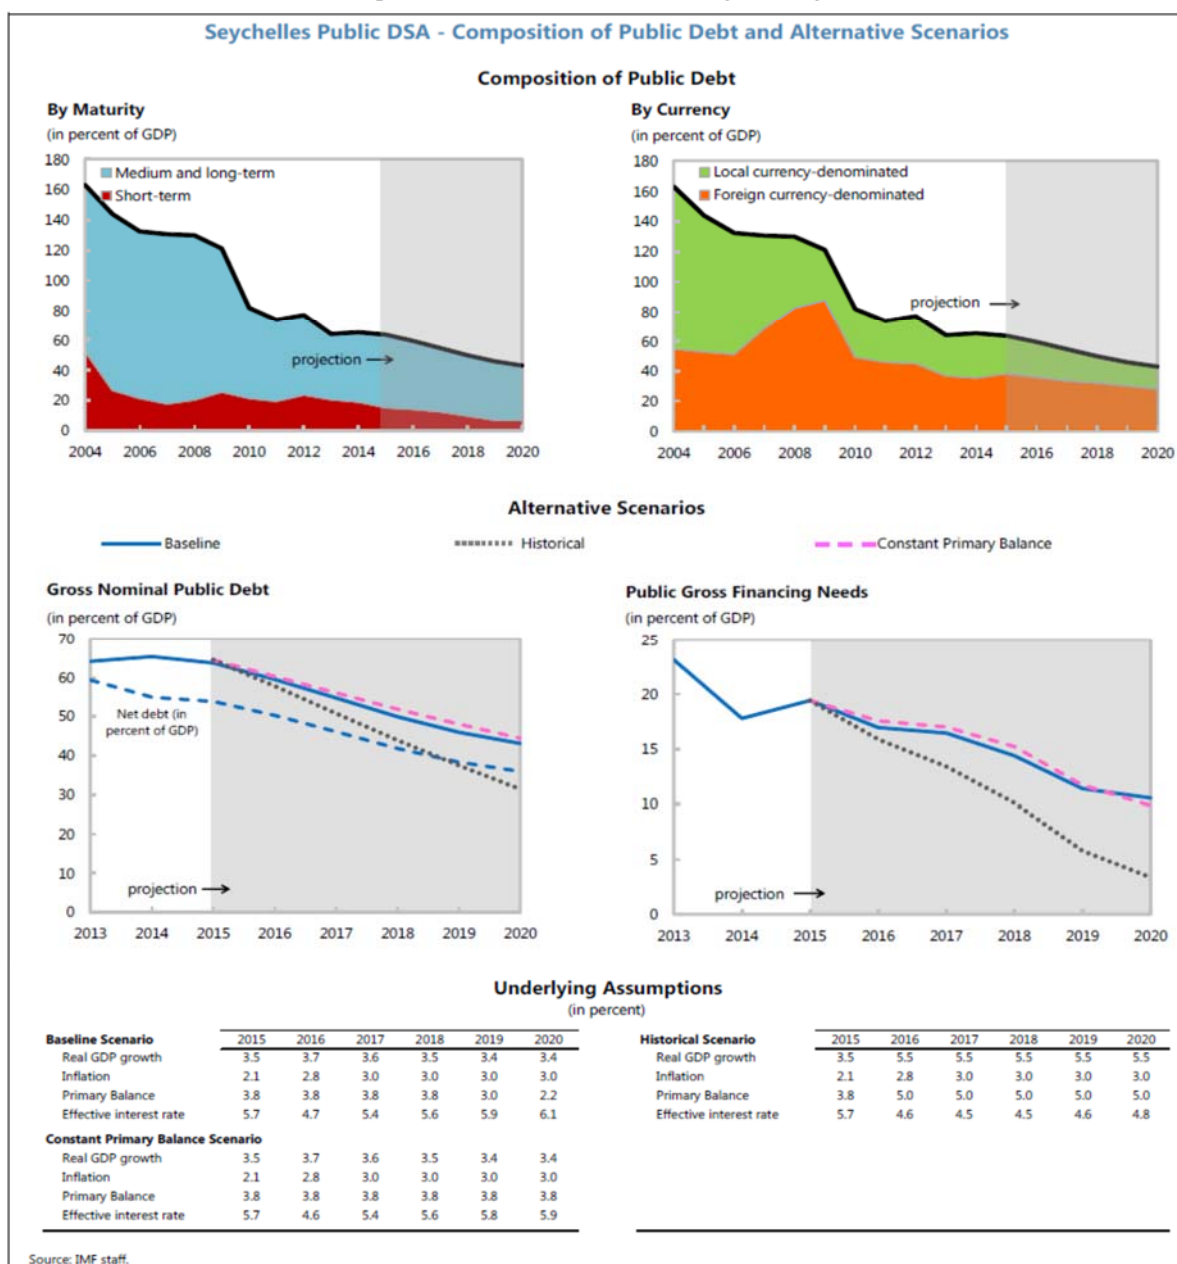 Seychelles Public DSA - Composition of Public Debt and Alternative Scenarios
Composition of Public Debt
By Maturity
(in percent of GDP)
180
160
140
120
100
80
60
40
20
0
Medium and long-term
Short-term
projection
2004 2006 2008 2010 2012 2014 2016 2018 2020
By Currency
(in percent of GDP)
180
160
140
120
100
80
60
40
20
0
Local currency-denominated
Foreign currency-denominated
projection
2004 2006 2008 2010 2012 2014 2016 2018 2020
Alternative Scenarios
Baseline Historical Constant Primary Balance
Gross Nominal Public Debt
(in percent of GDP)
70
60
50
40
30
20
10
0
Net debt (in
percent of GDP)
projection
2013 2014 2015 2016 2017 2018 2019 2020
Public Gross Financing Needs
(in percent of GDP)
25
20
15
10
5
0
projection
2013 2014 2015 2016 2017 2018 2019 2020
Underlying Assumptions
(in percent)
Baseline Scenario 2015 2016 2017 2018 2019 2020
Real GDP growth 3.5 3.7 3.6 3.5 3.4 3.4
Inflation 2.1 2.8 3.0 3.0 3.0 3.0
Primary Balance 3.8 3.8 3.8 3.8 3.0 2.2
Effective interest rate 5.7 4.7 5.4 5.6 5.9 6.1
Constant Primary Balance Scenario
Real GDP growth 3.5 3.7 3.6 3.5 3.4 3.4
Inflation 2.1 2.8 3.0 3.0 3.0 3.0
Primary Balance 3.8 3.8 3.8 3.8 3.8 3.8
Effective interest rate 5.7 4.6 5.4 5.6 5.8 5.9
Historical Scenario 2015 2016 2017 2018 2019 2020
Real GDP growth 3.5 5.5 5.5 5.5 5.5 5.5
Inflation 2.1 2.8 3.0 3.0 3.0 3.0
Primary Balance 3.8 5.0 5.0 5.0 5.0 5.0
Effective interest rate 5.7 4.6 4.5 4.5 4.6 4.8
Source: IMF staff.